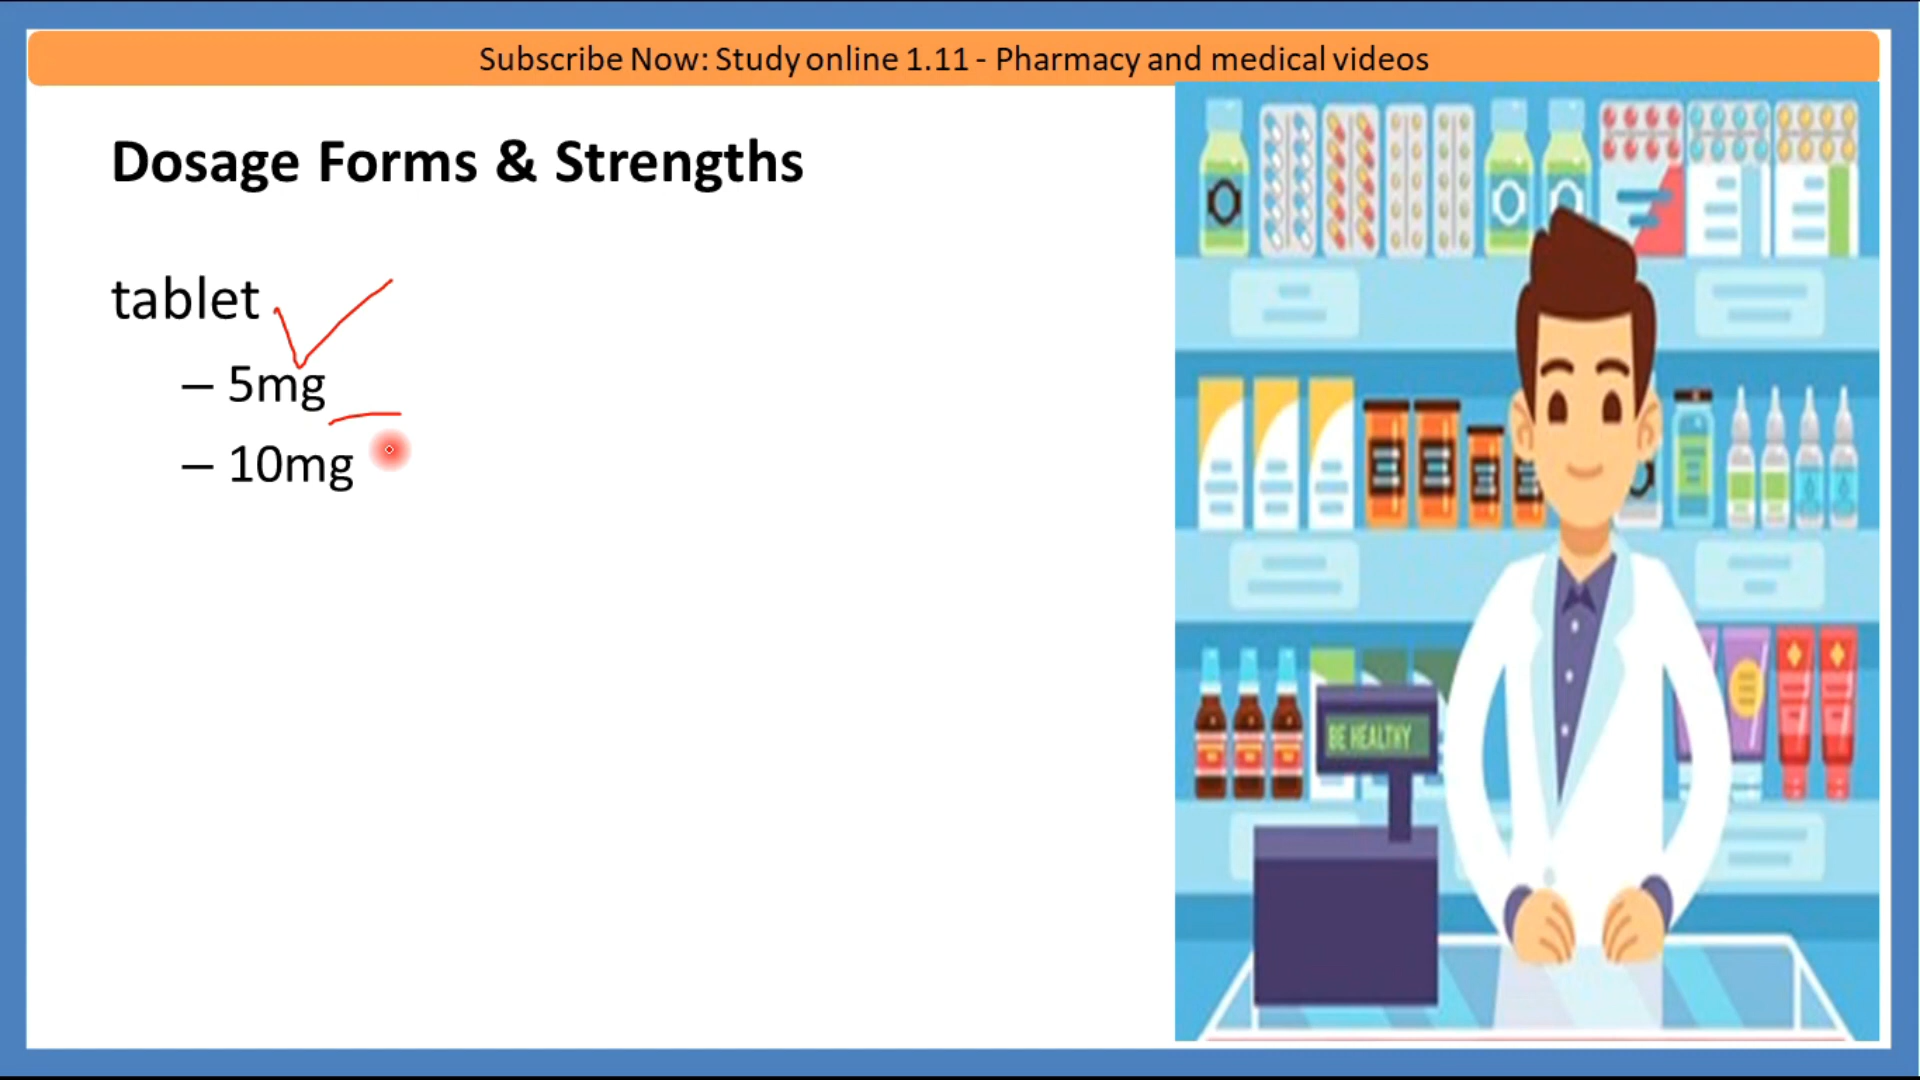 Subscribe Now: Study online 1.11 - Pharmacy and medical videos
Dosage Forms & Strengths
tablet
– 5mg
– 10mg
BE HEALTHY